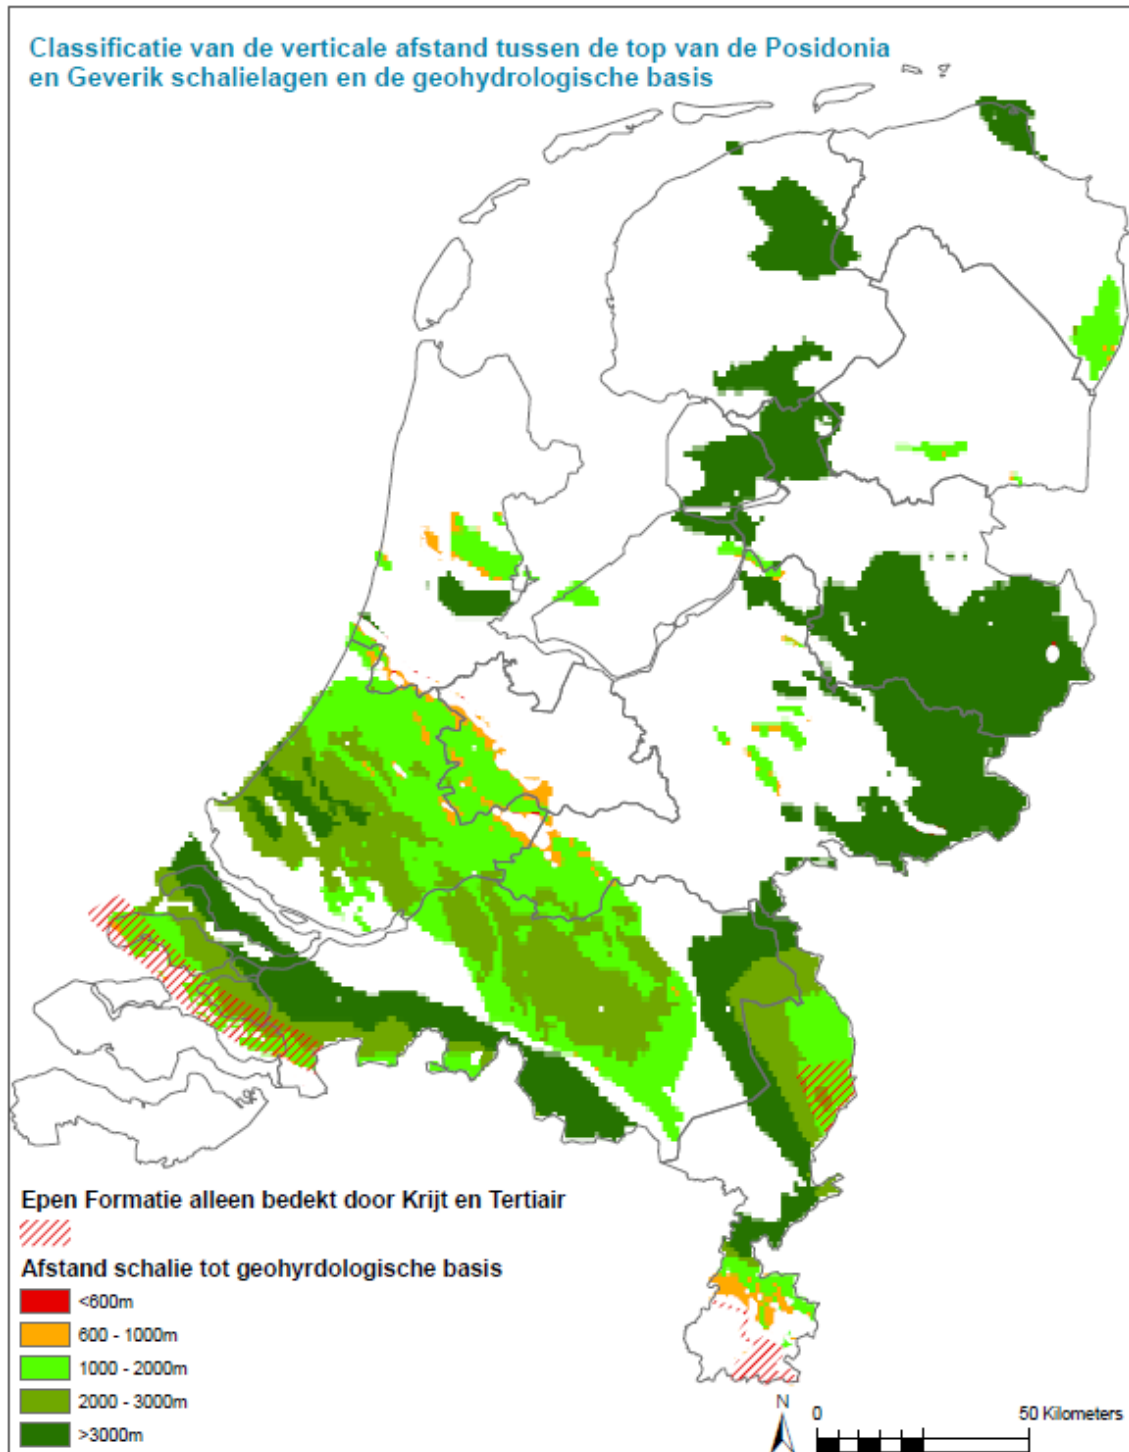 Classificatie van de verticale afstand tussen de top van de Posidonia
en Geverik schalielagen en de geohydrologische basis
Epen Formatie alleen bedekt door Krijt en Tertiair
Afstand schalie tot geohyrdologische basis
<600m
600 - 1000m
1000 - 2000m
2000 - 3000m
>3000m
N
0 50 Kilometers